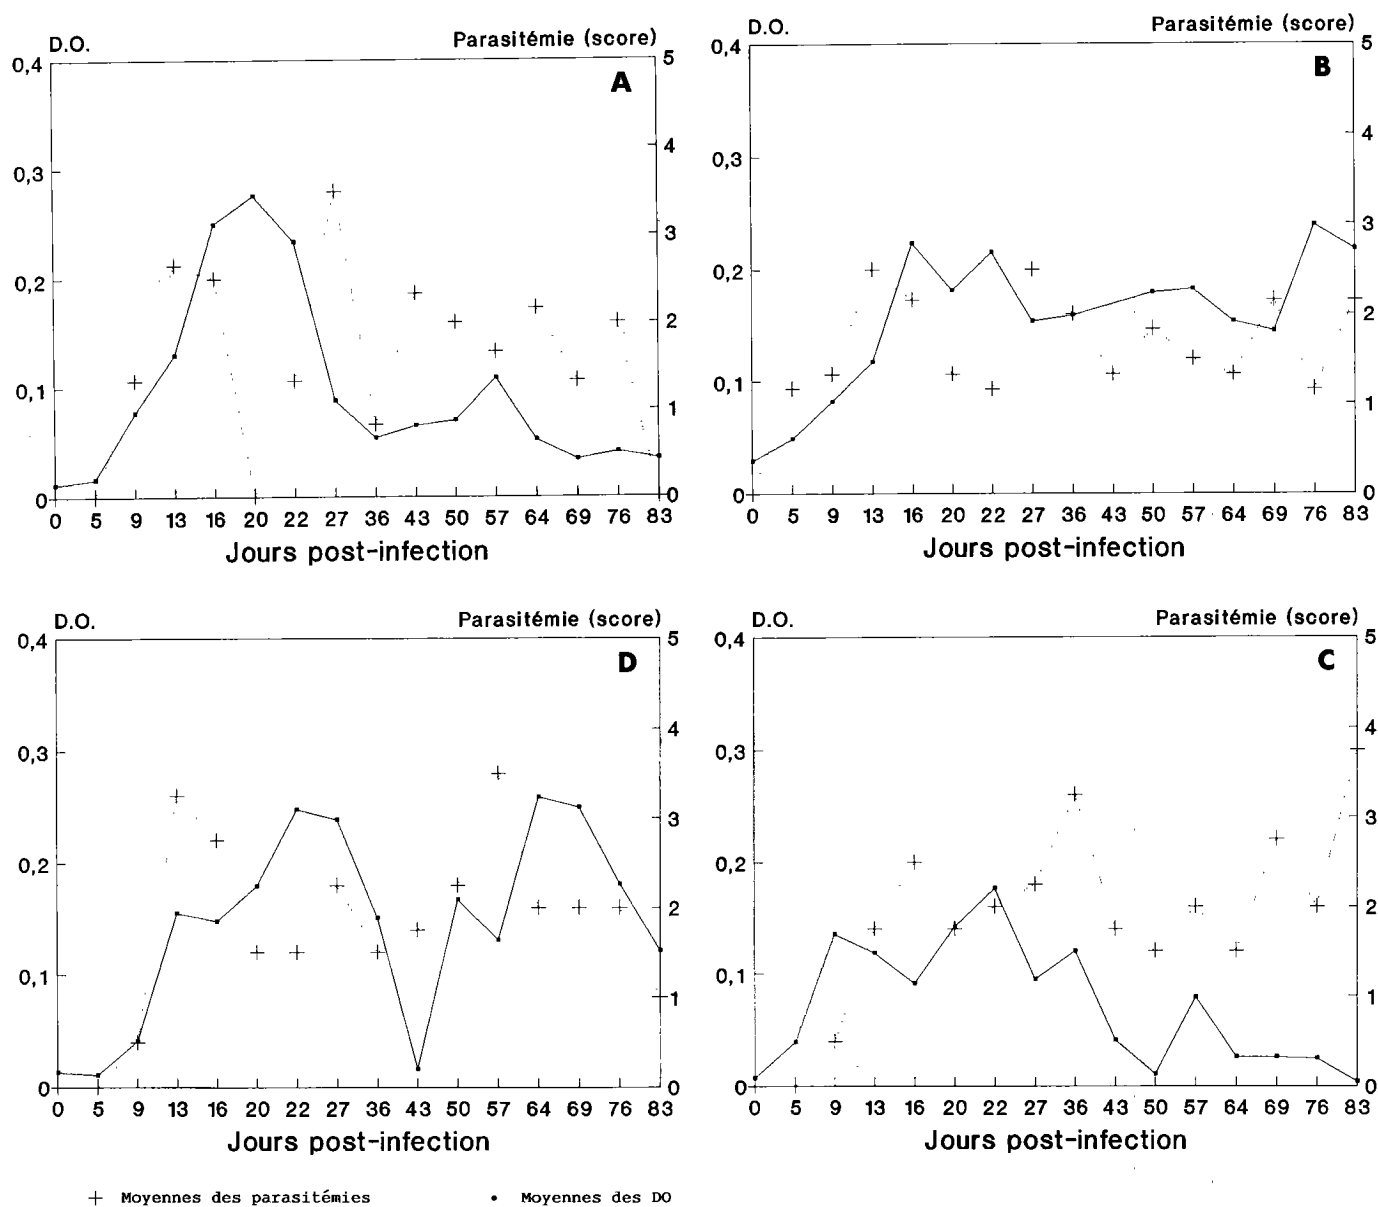 D.O. Parasitémie (score)
A
0,4 0,3 0,2 0,1 0
5 4 3 2 1 0
0 5 9 13 16 20 22 27 36 43 50 57 64 69 76 83
Jours post-infection
D.O. Parasitémie (score)
B
0,4 0,3 0,2 0,1 0
5 4 3 2 1 0
0 5 9 13 16 20 22 27 36 43 50 57 64 69 76 83
Jours post-infection
D.O. Parasitémie (score)
D
0,4 0,3 0,2 0,1 0
5 4 3 2 1 0
0 5 9 13 16 20 22 27 36 43 50 57 64 69 76 83
Jours post-infection
D.O. Parasitémie (score)
C
0,4 0,3 0,2 0,1 0
5 4 3 2 1 0
0 5 9 13 16 20 22 27 36 43 50 57 64 69 76 83
Jours post-infection
Moyennes des parasitémies Moyennes des DO